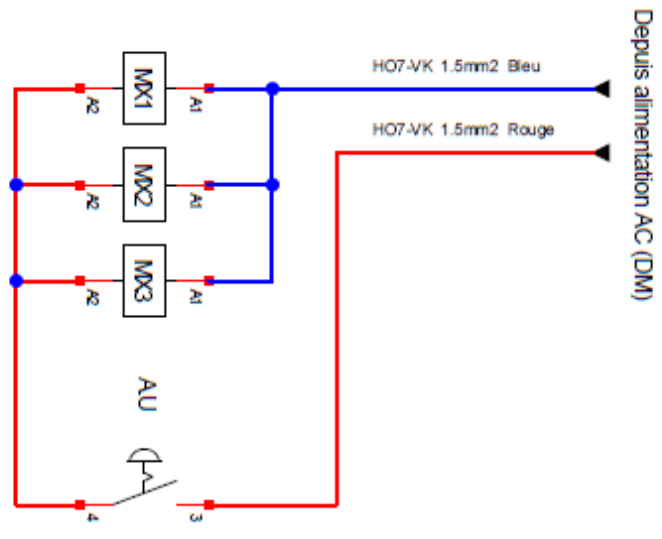 Depuis alimentation AC (DM)
HO7-VK 1.5mm2 Bleu
HO7-VK 1.5mm2 Rouge
A2
MX1
A1
A2
MX2
A1
A2
MX3
A1
AU
4
3